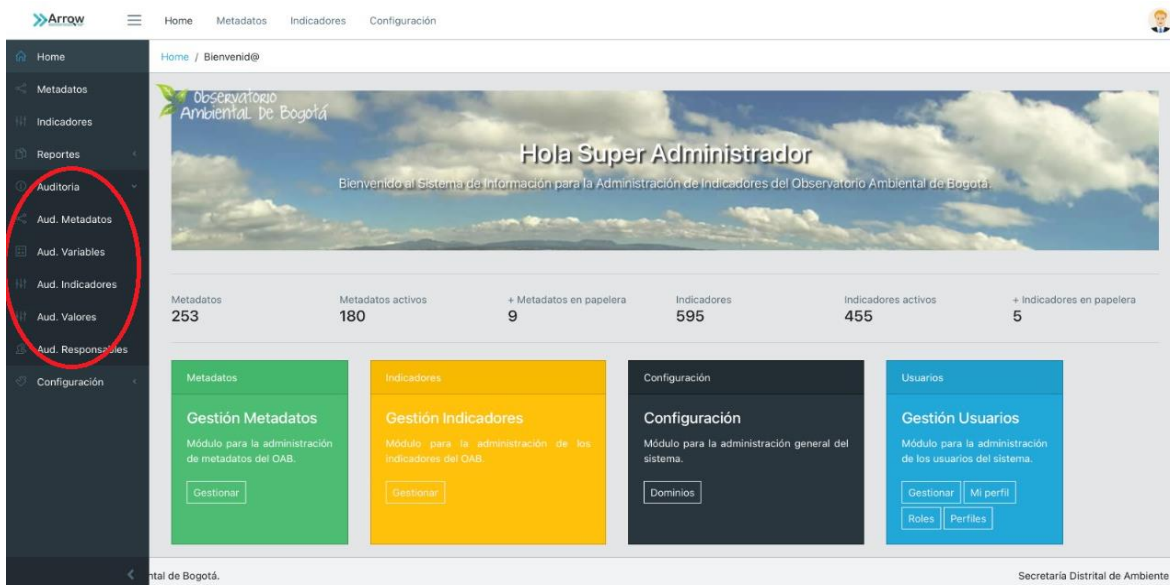 Arrow
Home Metadatos Indicadores Configuración
Home
Metadatos
Indicadores
Reportes
Auditoria
Aud. Metadatos
Aud. Variables
Aud. Indicadores
Aud. Valores
Aud. Responsables
Configuración
Home / Bienvenid@
Observatorio
Ambiental De Bogotá
Hola Super Administrador
Bienvenido al Sistema de Información para la Administración de Indicadores del Observatorio Ambiental de Bogotá.
Metadatos
253
Metadatos activos
180
+ Metadatos en papelera
9
Indicadores
595
Indicadores activos
455
+ Indicadores en papelera
5
Metadatos
Gestión Metadatos
Módulo para la administración
de metadatos del OAB.
Gestionar
Indicadores
Gestión Indicadores
Módulo para la administración de los
indicadores del OAB.
Gestionar
Configuración
Configuración
Módulo para la administración general del
sistema.
Dominios
Usuarios
Gestión Usuarios
Módulo para la administración
de los usuarios del sistema.
Gestionar Mi perfil
Roles Perfiles
ntal de Bogotá.
Secretaría Distrital de Ambiente